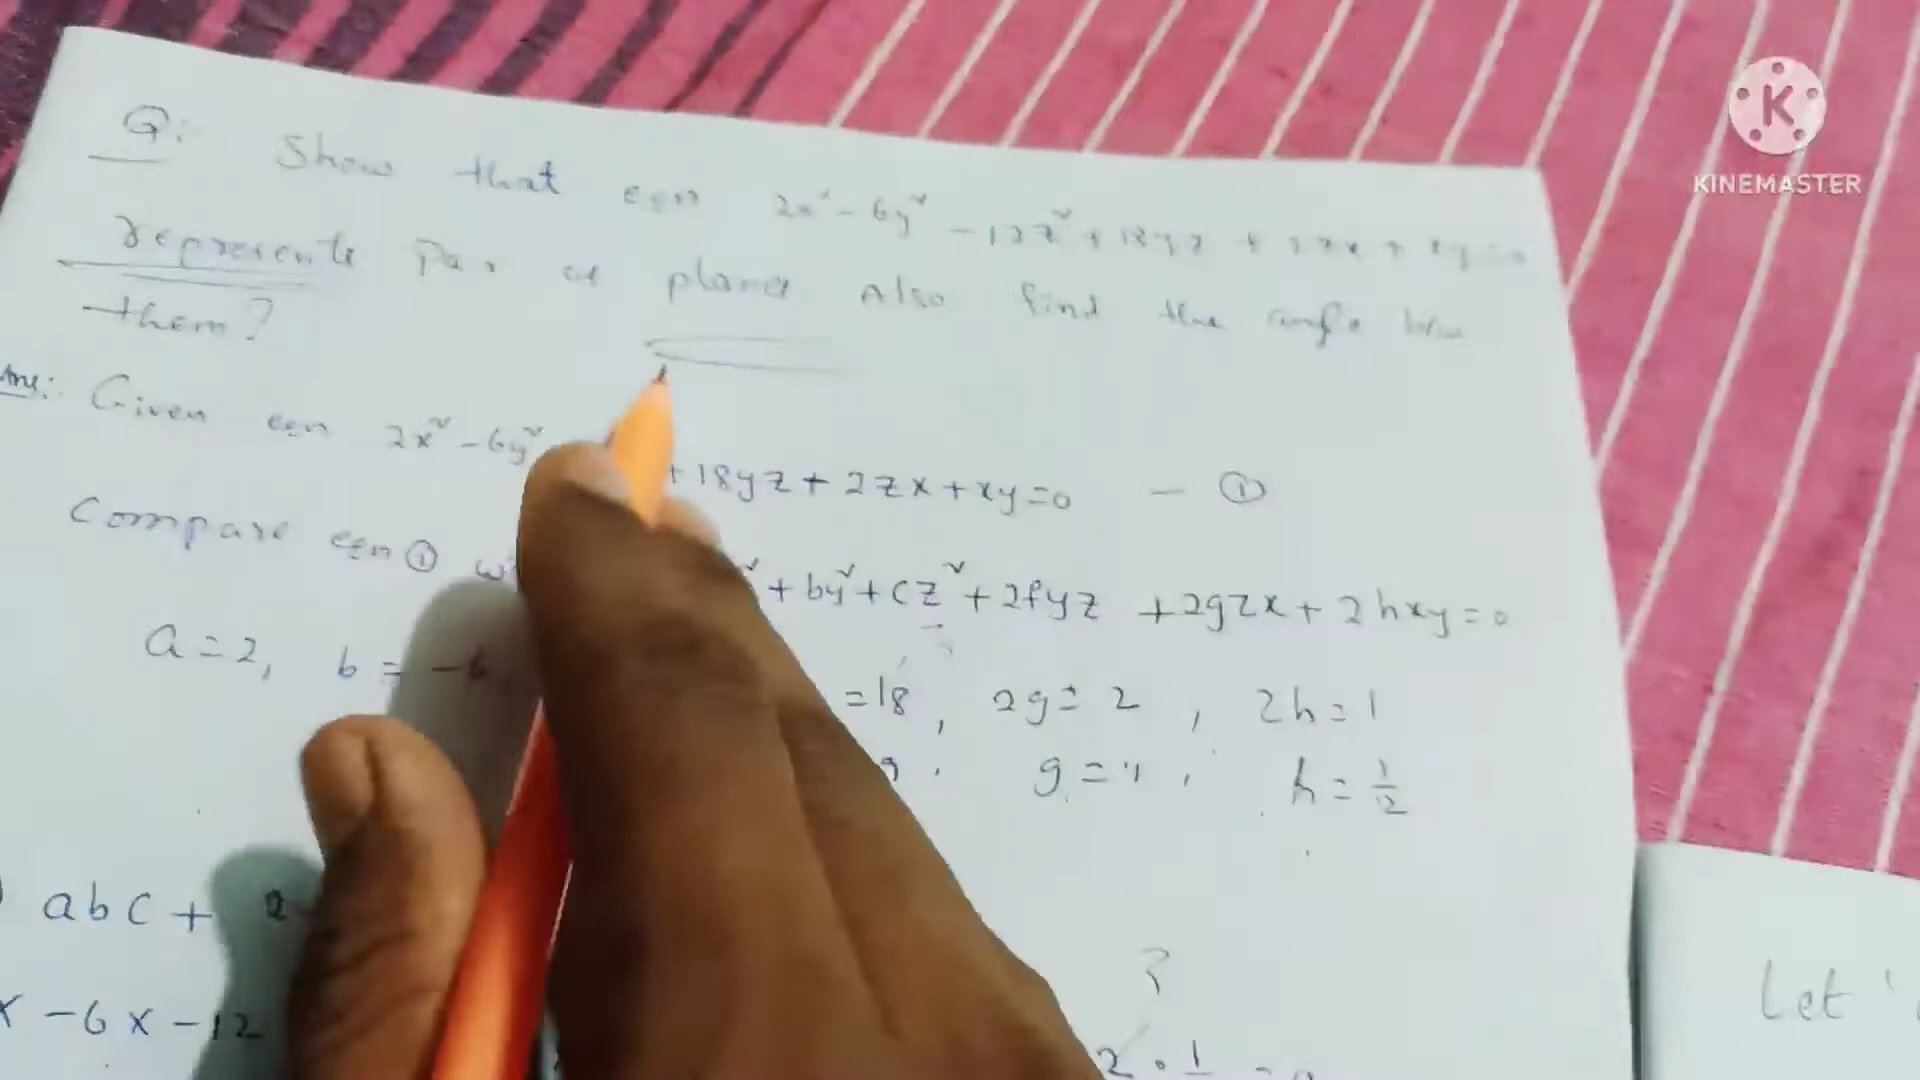 Q: Show that eqn 2x² - 6y² - 12z² + 18yz + 2zx + xy = 0
represents Pair of planes Also find the angle b/w
them?
Ans:- Given eqn 2x² - 6y² + 18yz + 2zx + xy = 0 — ①
Compare eqn ① + by² + cz² + 2fyz + 2gzx + 2hxy = 0
a = 2, b = -6 = 18, 2g = 2, 2h = 1
g = 1, h = 1/2
abc +
x -6 x -12
Let
KINEMASTER